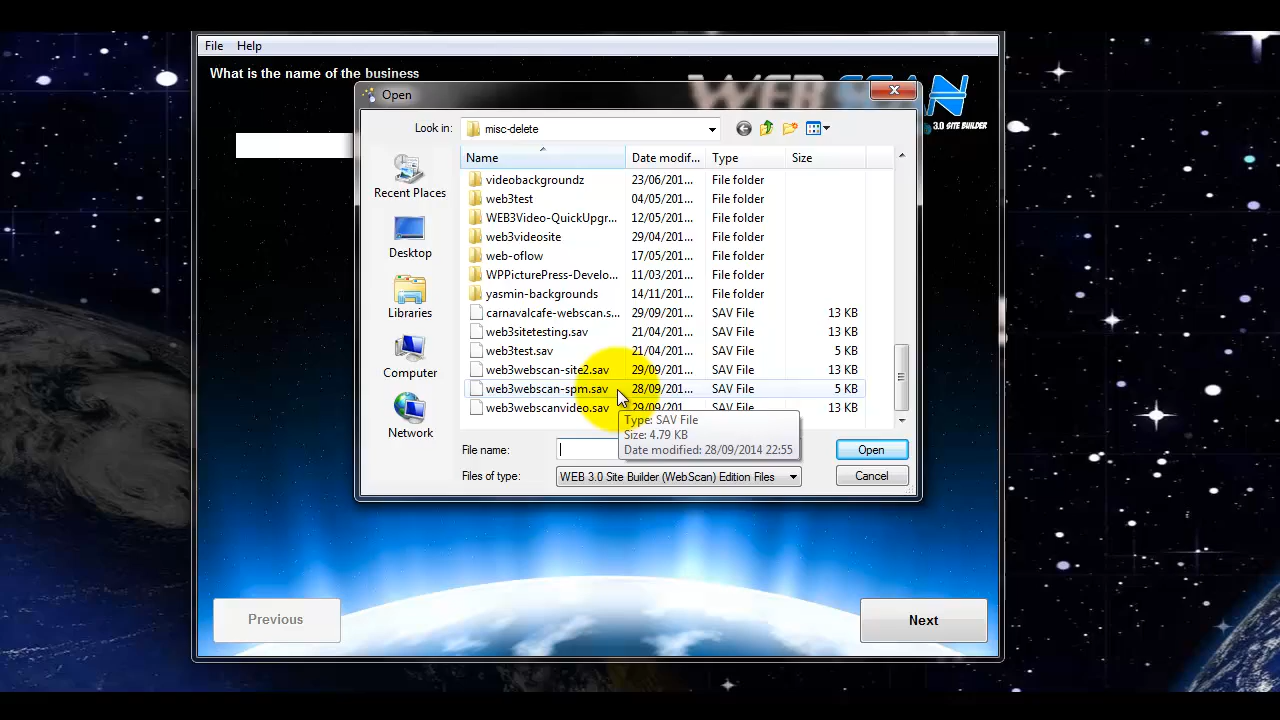 File Help
What is the name of the business
WEB SCAN
3.0 SITE BUILDER
Open
Look in: misc-delete
Name Date modif... Type Size
videobackgroundz 23/06/201... File folder
web3test 04/05/201... File folder
WEB3Video-QuickUpgr... 12/05/201... File folder
web3videosite 29/04/201... File folder
web-oflow 17/05/201... File folder
WPPicturePress-Develo... 11/03/201... File folder
yasmin-backgrounds 14/11/201... File folder
carnavalcafe-webscan.s... 29/09/201... SAV File 13 KB
web3sitetesting.sav 21/04/201... SAV File 13 KB
web3test.sav 21/04/201... SAV File 5 KB
web3webscan-site2.sav 29/09/201... SAV File 13 KB
web3webscan-spm.sav 28/09/201... SAV File 5 KB
web3webscanvideo.sav 29/09/201... SAV File 13 KB
Recent Places
Desktop
Libraries
Computer
Network
Type: SAV File
Size: 4.79 KB
Date modified: 28/09/2014 22:55
File name: Open
Files of type: WEB 3.0 Site Builder (WebScan) Edition Files Cancel
Previous Next